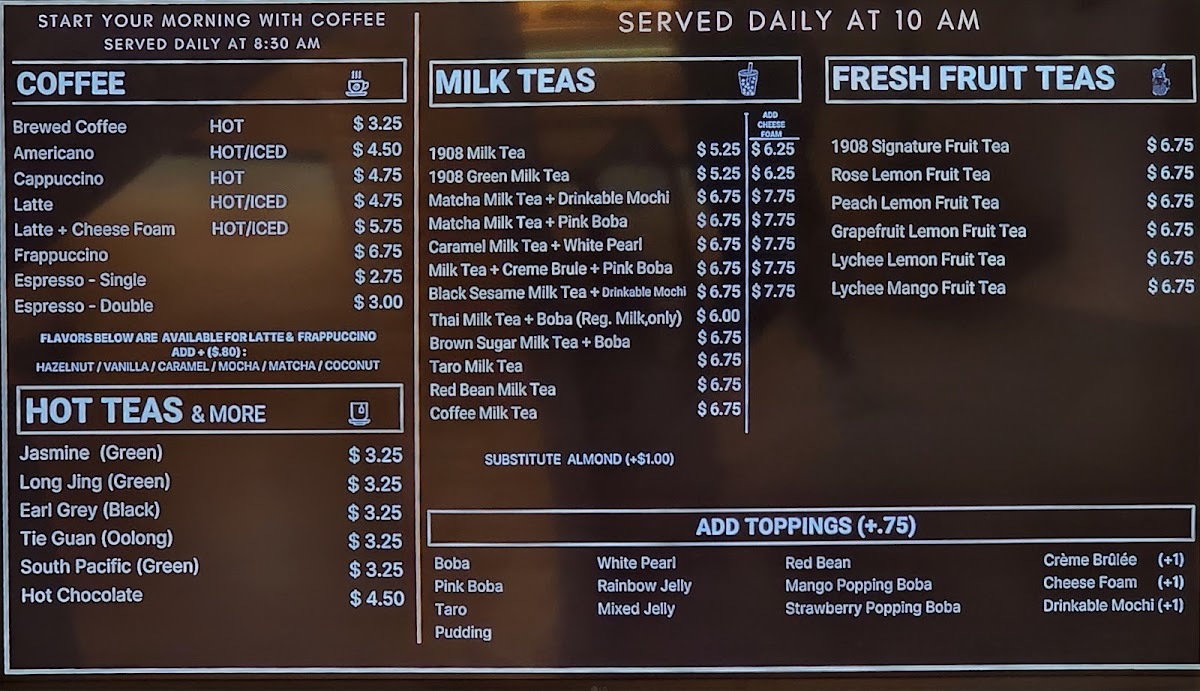 START YOUR MORNING WITH COFFEE
SERVED DAILY AT 8:30 AM
COFFEE
Brewed Coffee HOT $ 3.25
Americano HOT/ICED $ 4.50
Cappuccino HOT $ 4.75
Latte HOT/ICED $ 4.75
Latte + Cheese Foam HOT/ICED $ 5.75
Frappuccino $ 6.75
Espresso - Single $ 2.75
Espresso - Double $ 3.00
FLAVORS BELOW ARE AVAILABLE FOR LATTE & FRAPPUCCINO
ADD + ($.80) :
HAZELNUT / VANILLA / CARAMEL / MOCHA / MATCHA / COCONUT
HOT TEAS & MORE
Jasmine (Green) $ 3.25
Long Jing (Green) $ 3.25
Earl Grey (Black) $ 3.25
Tie Guan (Oolong) $ 3.25
South Pacific (Green) $ 3.25
Hot Chocolate $ 4.50
SERVED DAILY AT 10 AM
MILK TEAS
ADD
CHEESE
FOAM
1908 Milk Tea $ 5.25 $ 6.25
1908 Green Milk Tea $ 5.25 $ 6.25
Matcha Milk Tea + Drinkable Mochi $ 6.75 $ 7.75
Matcha Milk Tea + Pink Boba $ 6.75 $ 7.75
Caramel Milk Tea + White Pearl $ 6.75 $ 7.75
Milk Tea + Creme Brule + Pink Boba $ 6.75 $ 7.75
Black Sesame Milk Tea + Drinkable Mochi $ 6.75 $ 7.75
Thai Milk Tea + Boba (Reg. Milk,only) $ 6.00
Brown Sugar Milk Tea + Boba $ 6.75
Taro Milk Tea $ 6.75
Red Bean Milk Tea $ 6.75
Coffee Milk Tea $ 6.75
SUBSTITUTE ALMOND (+$1.00)
FRESH FRUIT TEAS
1908 Signature Fruit Tea $ 6.75
Rose Lemon Fruit Tea $ 6.75
Peach Lemon Fruit Tea $ 6.75
Grapefruit Lemon Fruit Tea $ 6.75
Lychee Lemon Fruit Tea $ 6.75
Lychee Mango Fruit Tea $ 6.75
ADD TOPPINGS (+.75)
Boba White Pearl Red Bean Crème Brûlée (+1)
Pink Boba Rainbow Jelly Mango Popping Boba Cheese Foam (+1)
Taro Mixed Jelly Strawberry Popping Boba Drinkable Mochi (+1)
Pudding